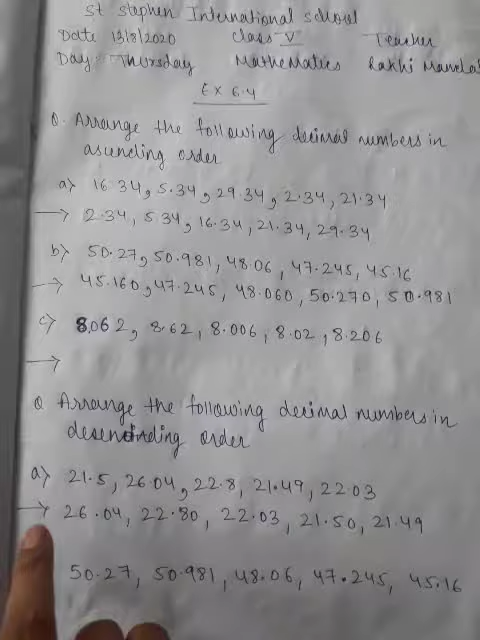 St Stephen International School
Date 13/8/2020 Class V Teacher
Day: Thursday Mathematics Rakhi
Ex 6.4
Q. Arrange the following decimal numbers in
ascending order
a) 16.34, 5.34, 29.34, 2.34, 21.34
→ 2.34, 5.34, 16.34, 21.34, 29.34
b) 50.27, 50.981, 48.06, 47.245, 45.16
→ 45.160, 47.245, 48.060, 50.270, 50.981
c) 8.062, 8.62, 8.006, 8.02, 8.206
→
Q Arrange the following decimal numbers in
desending order
a) 21.5, 26.04, 22.8, 21.49, 22.03
→ 26.04, 22.80, 22.03, 21.50, 21.49
50.27, 50.981, 48.06, 47.245, 45.16